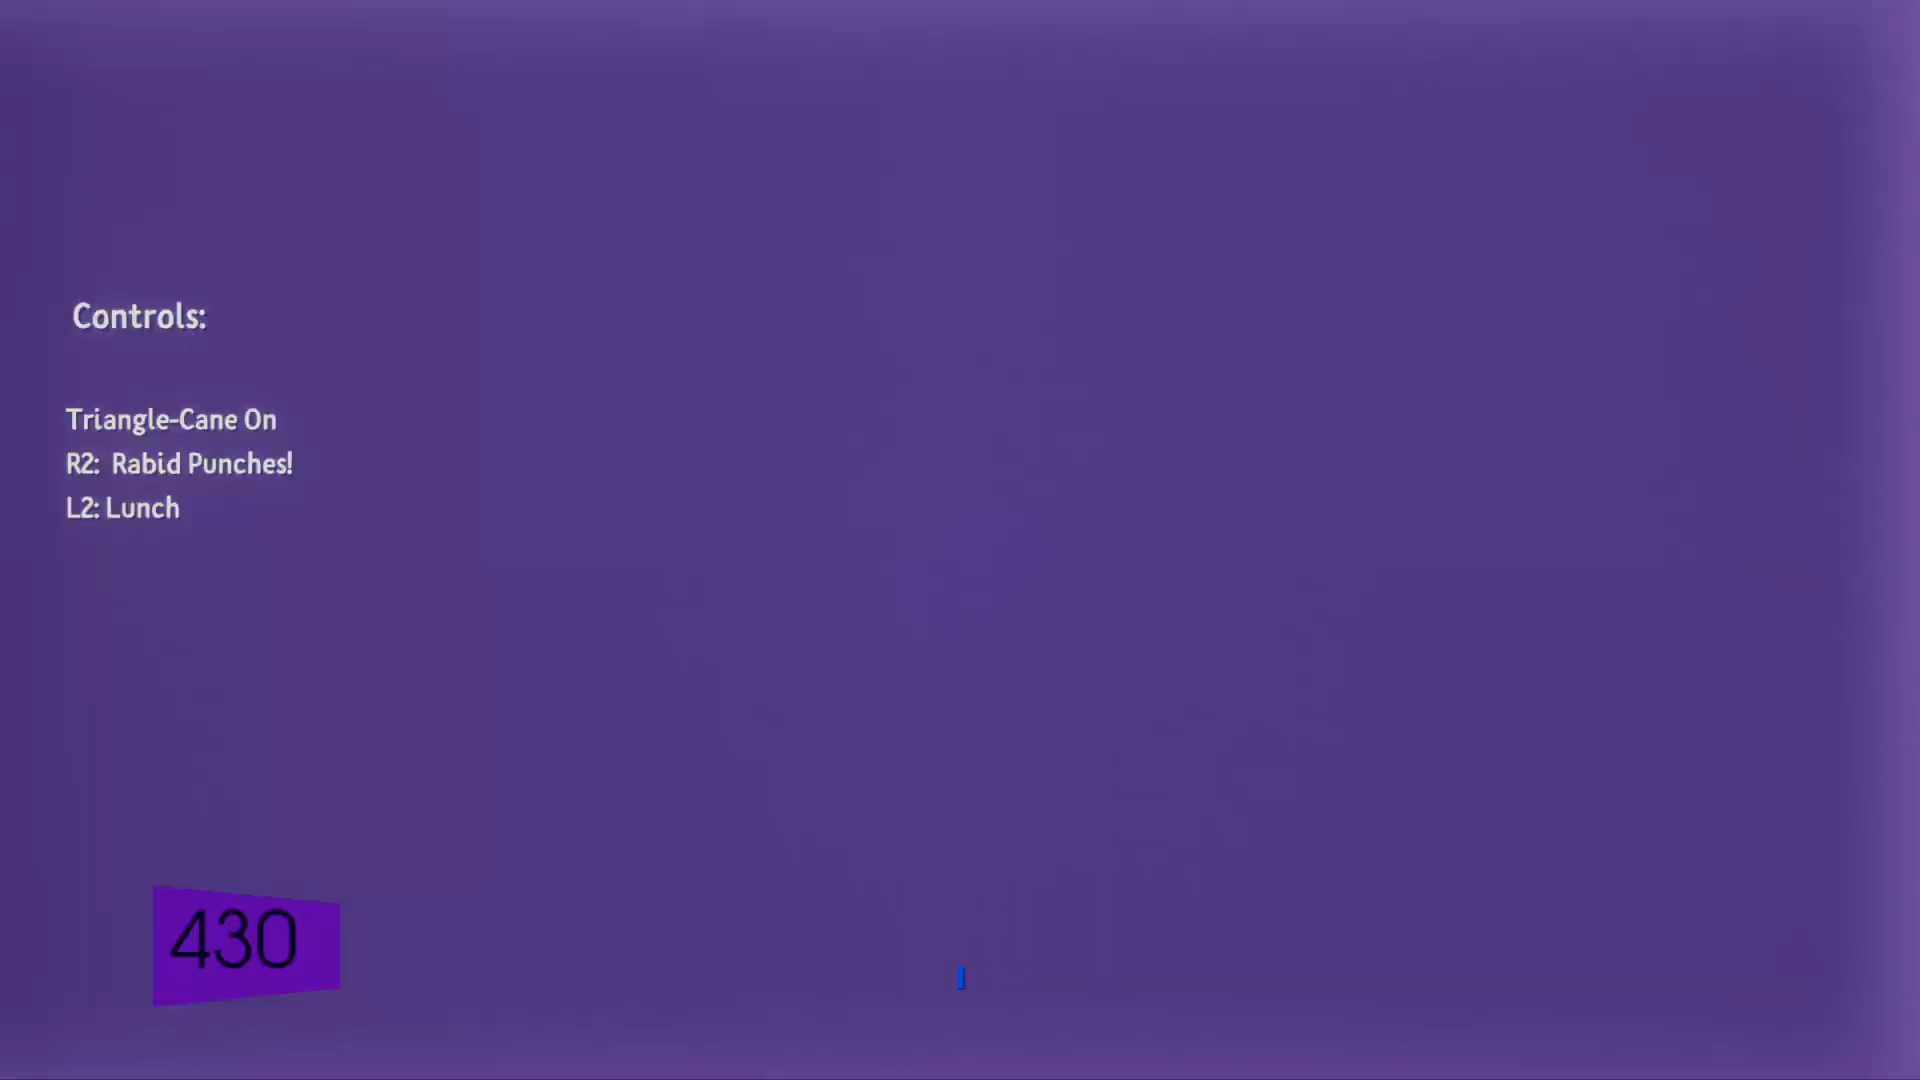 Controls:
Triangle-Cane On
R2: Rabid Punches!
L2: Lunch
430